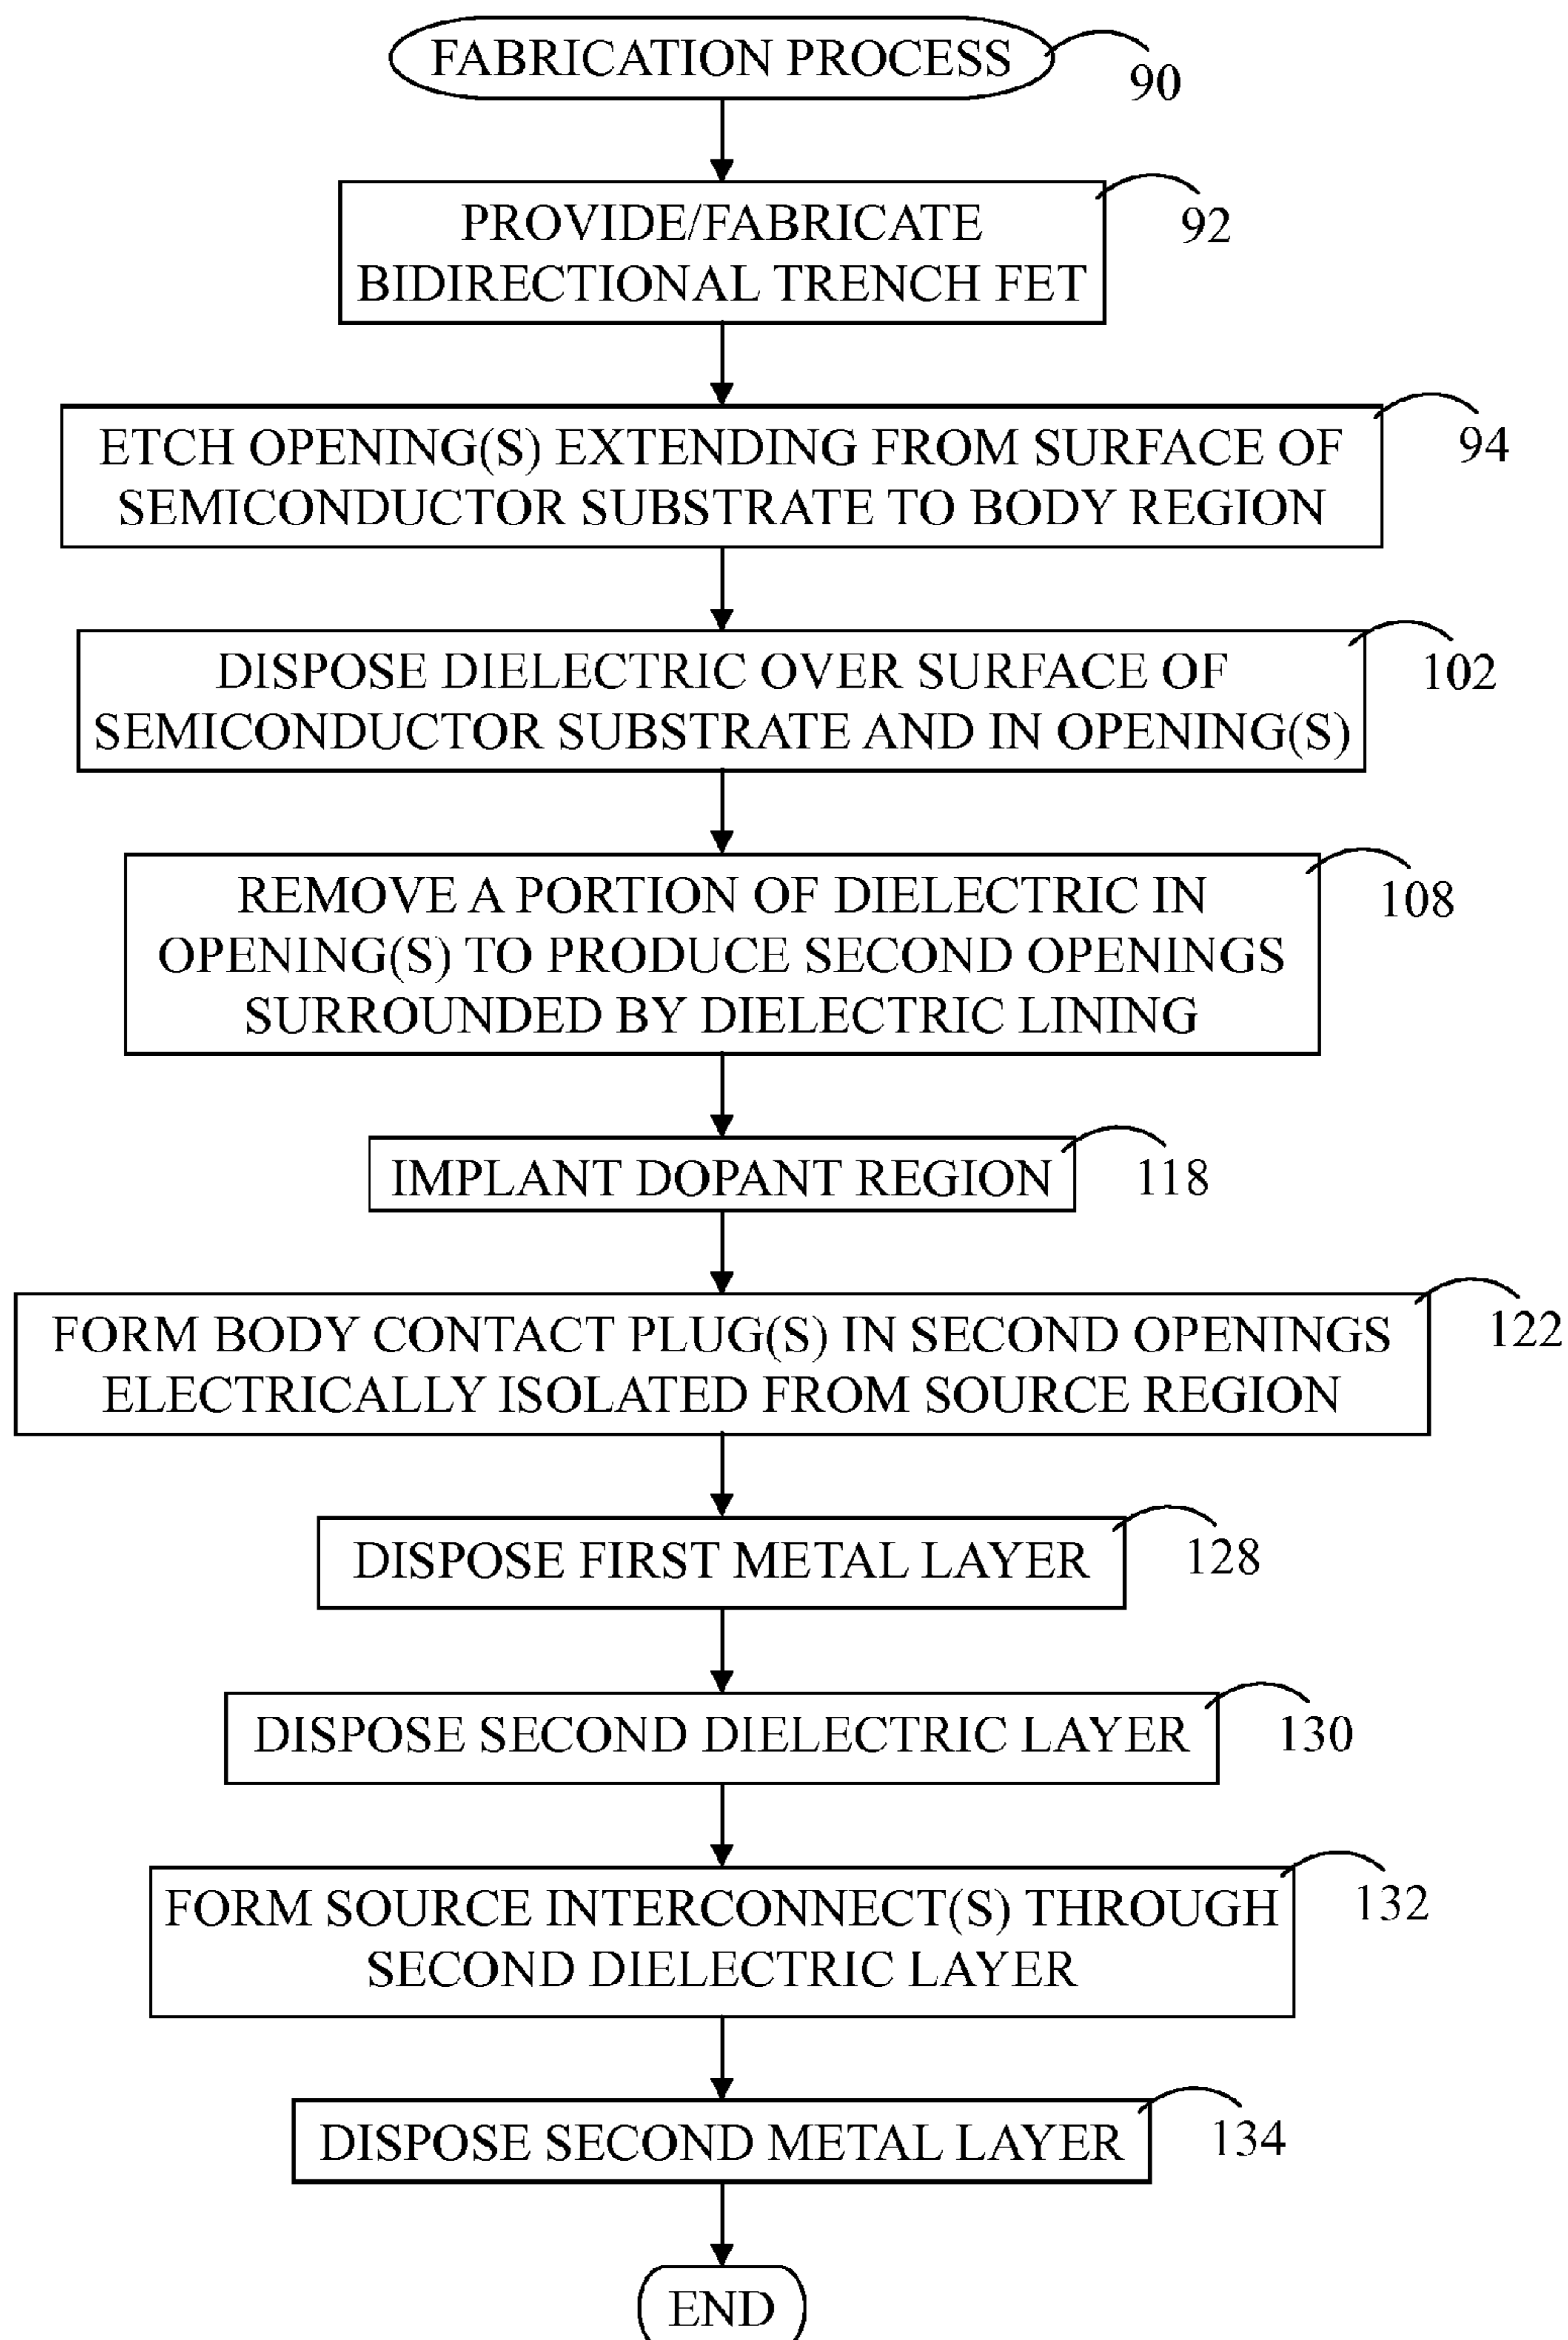 FABRICATION PROCESS
90
PROVIDE/FABRICATE
BIDIRECTIONAL TRENCH FET
92
ETCH OPENING(S) EXTENDING FROM SURFACE OF
SEMICONDUCTOR SUBSTRATE TO BODY REGION
94
DISPOSE DIELECTRIC OVER SURFACE OF
SEMICONDUCTOR SUBSTRATE AND IN OPENING(S)
102
REMOVE A PORTION OF DIELECTRIC IN
OPENING(S) TO PRODUCE SECOND OPENINGS
SURROUNDED BY DIELECTRIC LINING
108
IMPLANT DOPANT REGION
118
FORM BODY CONTACT PLUG(S) IN SECOND OPENINGS
ELECTRICALLY ISOLATED FROM SOURCE REGION
122
DISPOSE FIRST METAL LAYER
128
DISPOSE SECOND DIELECTRIC LAYER
130
FORM SOURCE INTERCONNECT(S) THROUGH
SECOND DIELECTRIC LAYER
132
DISPOSE SECOND METAL LAYER
134
END